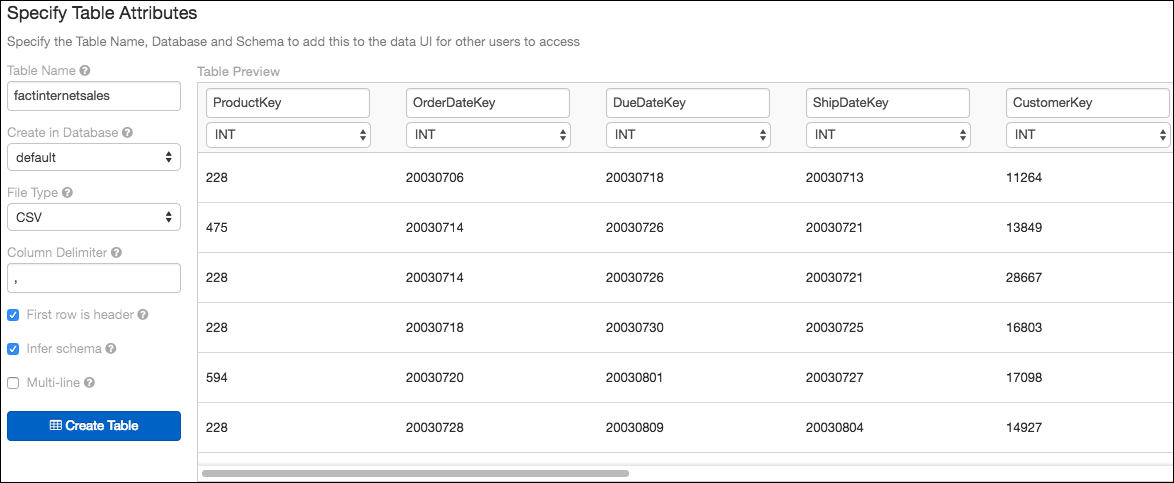 Specify Table Attributes
Specify the Table Name, Database and Schema to add this to the data UI for other users to access
Table Name ?
factinternetsales
Create in Database ?
default
File Type ?
CSV
Column Delimiter ?
,
First row is header ?
Infer schema ?
Multi-line ?
Create Table
Table Preview
ProductKey OrderDateKey DueDateKey ShipDateKey CustomerKey
INT INT INT INT INT
228 20030706 20030718 20030713 11264
475 20030714 20030726 20030721 13849
228 20030714 20030726 20030721 28667
228 20030718 20030730 20030725 16803
594 20030720 20030801 20030727 17098
228 20030728 20030809 20030804 14927